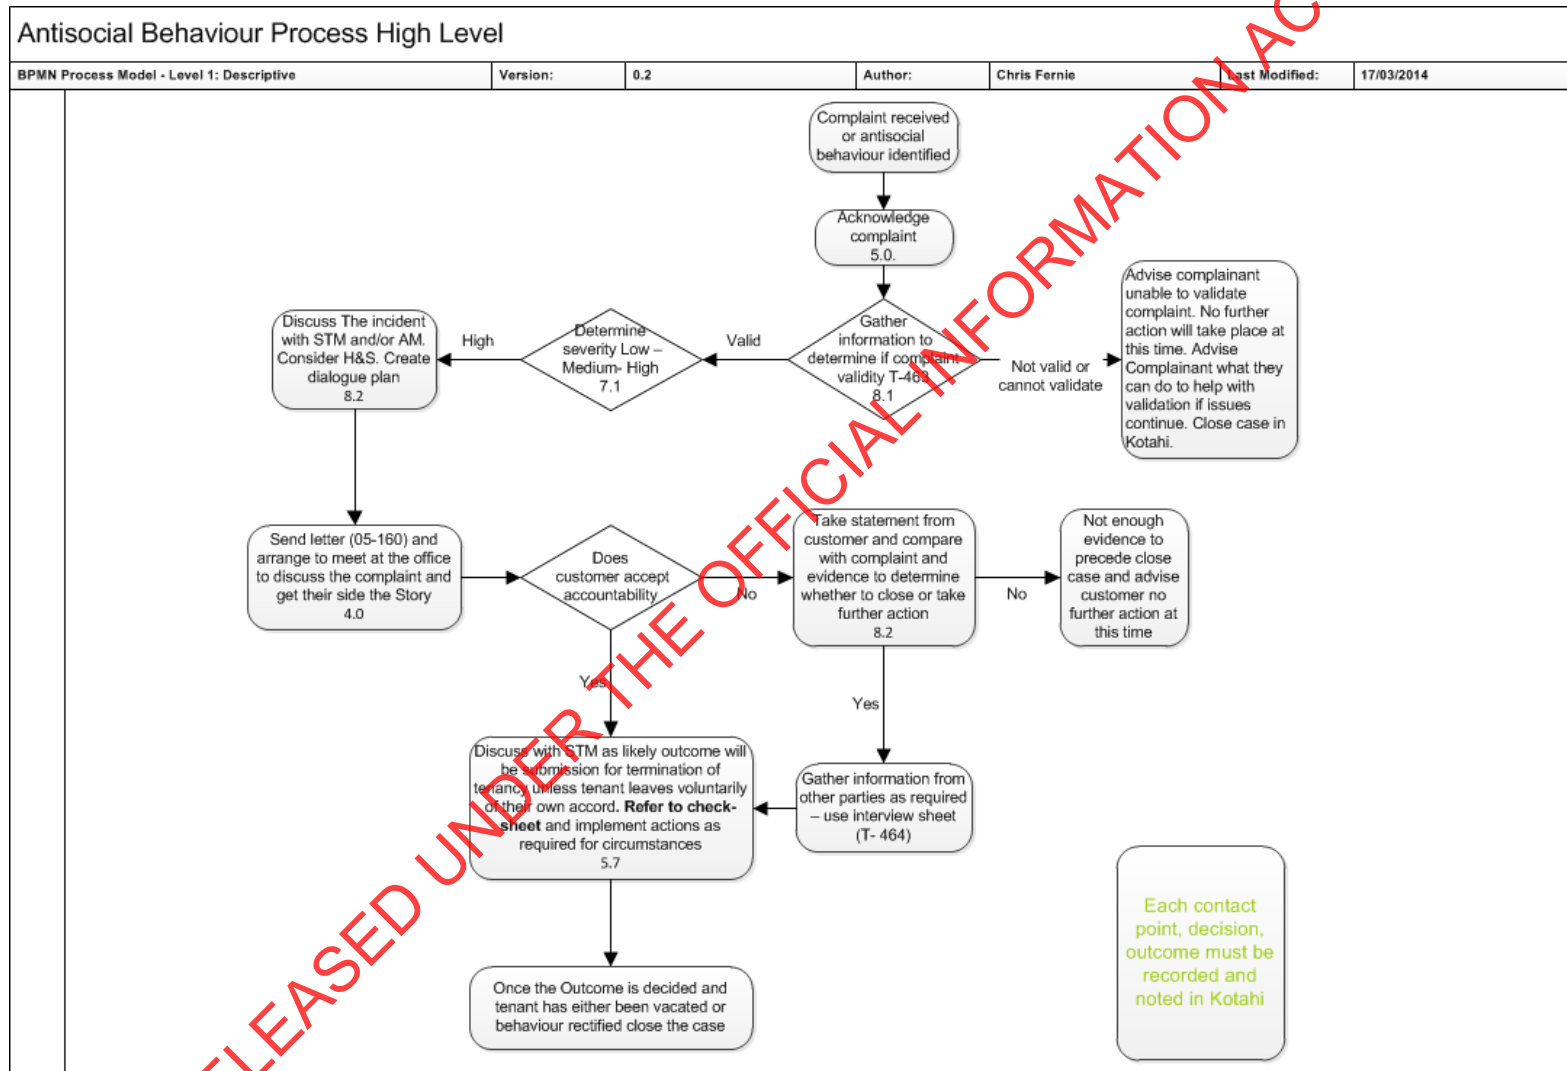 Antisocial Behaviour Process High Level
BPMN Process Model - Level 1: Descriptive
Version:
0.2
Author:
Chris Fernie
Last Modified:
17/03/2014
Complaint received
or antisocial
behaviour identified
Acknowledge
complaint
5.0.
Gather
information to
determine if complaint
validity T-463
8.1
Valid
Not valid or
cannot validate
Advise complainant
unable to validate
complaint. No further
action will take place at
this time. Advise
Complainant what they
can do to help with
validation if issues
continue. Close case in
Kotahi.
Determine
severity Low –
Medium- High
7.1
High
Discuss The incident
with STM and/or AM.
Consider H&S. Create
dialogue plan
8.2
Send letter (05-160) and
arrange to meet at the office
to discuss the complaint and
get their side the Story
4.0
Does
customer accept
accountability
No
Yes
Take statement from
customer and compare
with complaint and
evidence to determine
whether to close or take
further action
8.2
No
Yes
Not enough
evidence to
precede close
case and advise
customer no
further action at
this time
Gather information from
other parties as required
– use interview sheet
(T- 464)
Discuss with STM as likely outcome will
be submission for termination of
tenancy unless tenant leaves voluntarily
of their own accord. Refer to check-
sheet and implement actions as
required for circumstances
5.7
Once the Outcome is decided and
tenant has either been vacated or
behaviour rectified close the case
Each contact
point, decision,
outcome must be
recorded and
noted in Kotahi
ELEASED UNDER THE OFFICIAL INFORMATION AC